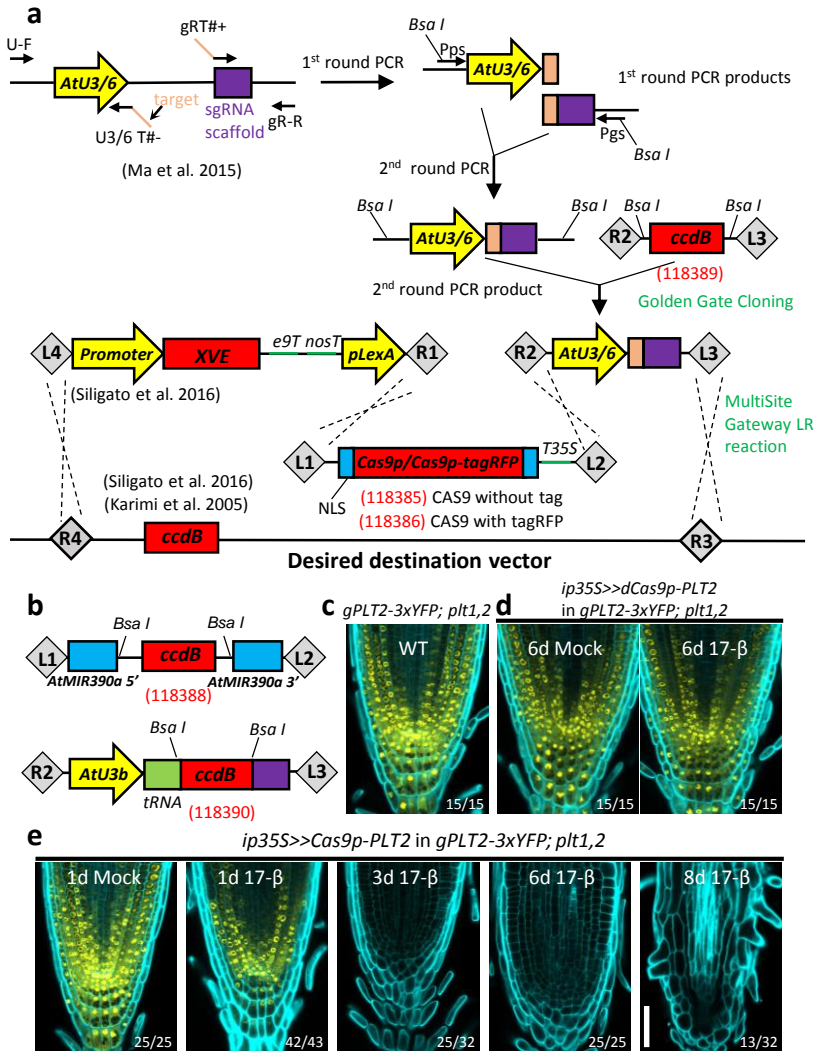 a
U-F
gRT#+
AtU3/6
target
U3/6 T#-
sgRNA
scaffold
gR-R
(Ma et al. 2015)
1st round PCR
Bsa I
Pps
AtU3/6
1st round PCR products
Pgs
Bsa I
2nd round
PCR
Bsa I
AtU3/6
Bsa I
2nd round PCR product
Bsa I
Bsa I
R2
ccdB
L3
(118389)
Golden Gate Cloning
L4
Promoter
XVE
e9T nosT
pLexA
R1
(Siligato et al. 2016)
R2
AtU3/6
L3
MultiSite
Gateway LR
reaction
L1
Cas9p/Cas9p-tagRFP
T35S
L2
NLS
(118385) CAS9 without tag
(118386) CAS9 with tagRFP
(Siligato et al. 2016)
(Karimi et al. 2005)
R4
ccdB
R3
Desired destination vector
b
Bsa I
Bsa I
L1
ccdB
L2
AtMIR390a 5’
AtMIR390a 3’
(118388)
Bsa I
Bsa I
R2
AtU3b
ccdB
L3
tRNA
(118390)
c
gPLT2-3xYFP; plt1,2
WT
15/15
d
ip35S>>dCas9p-PLT2
in gPLT2-3xYFP; plt1,2
6d Mock
15/15
6d 17-β
15/15
e
ip35S>>Cas9p-PLT2 in gPLT2-3xYFP; plt1,2
1d Mock
25/25
1d 17-β
42/43
3d 17-β
25/32
6d 17-β
25/25
8d 17-β
13/32